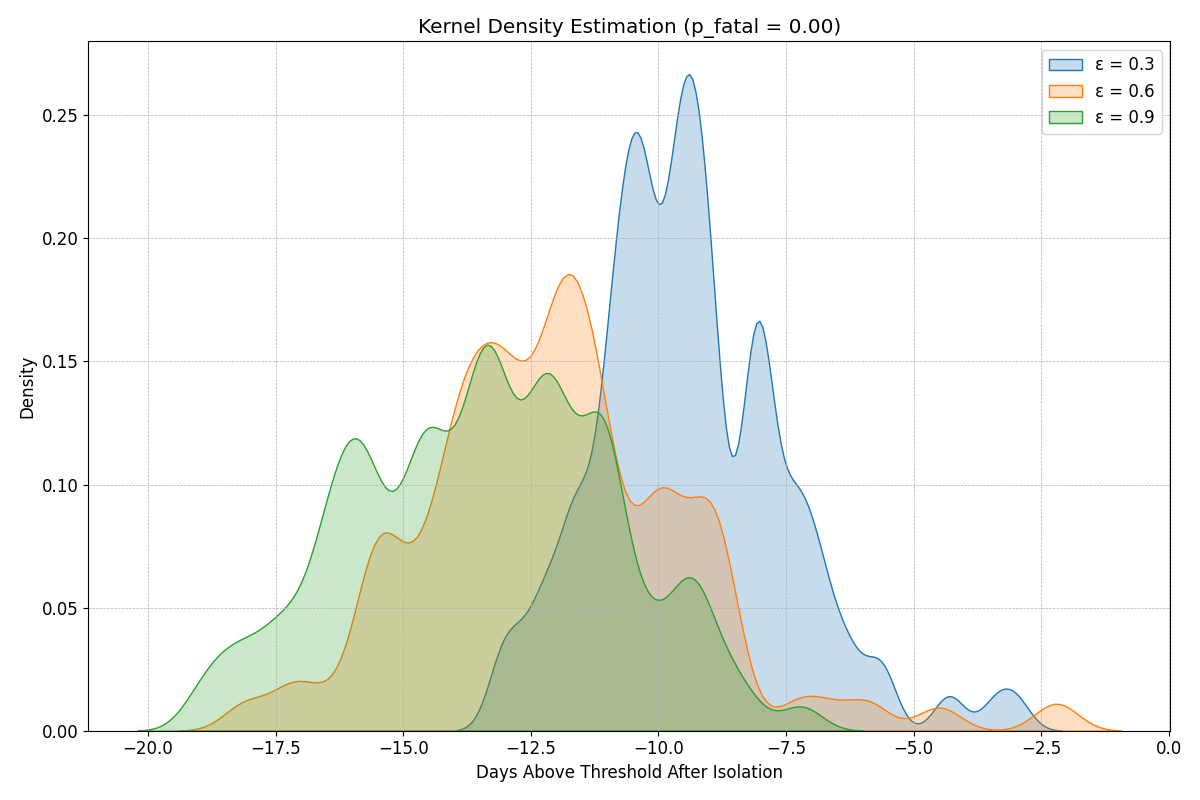 Kernel Density Estimation (p_fatal = 0.00)
ε = 0.3
ε = 0.6
ε = 0.9
Density
0.25
0.20
0.15
0.10
0.05
0.00
−20.0 −17.5 −15.0 −12.5 −10.0 −7.5 −5.0 −2.5 0.0
Days Above Threshold After Isolation